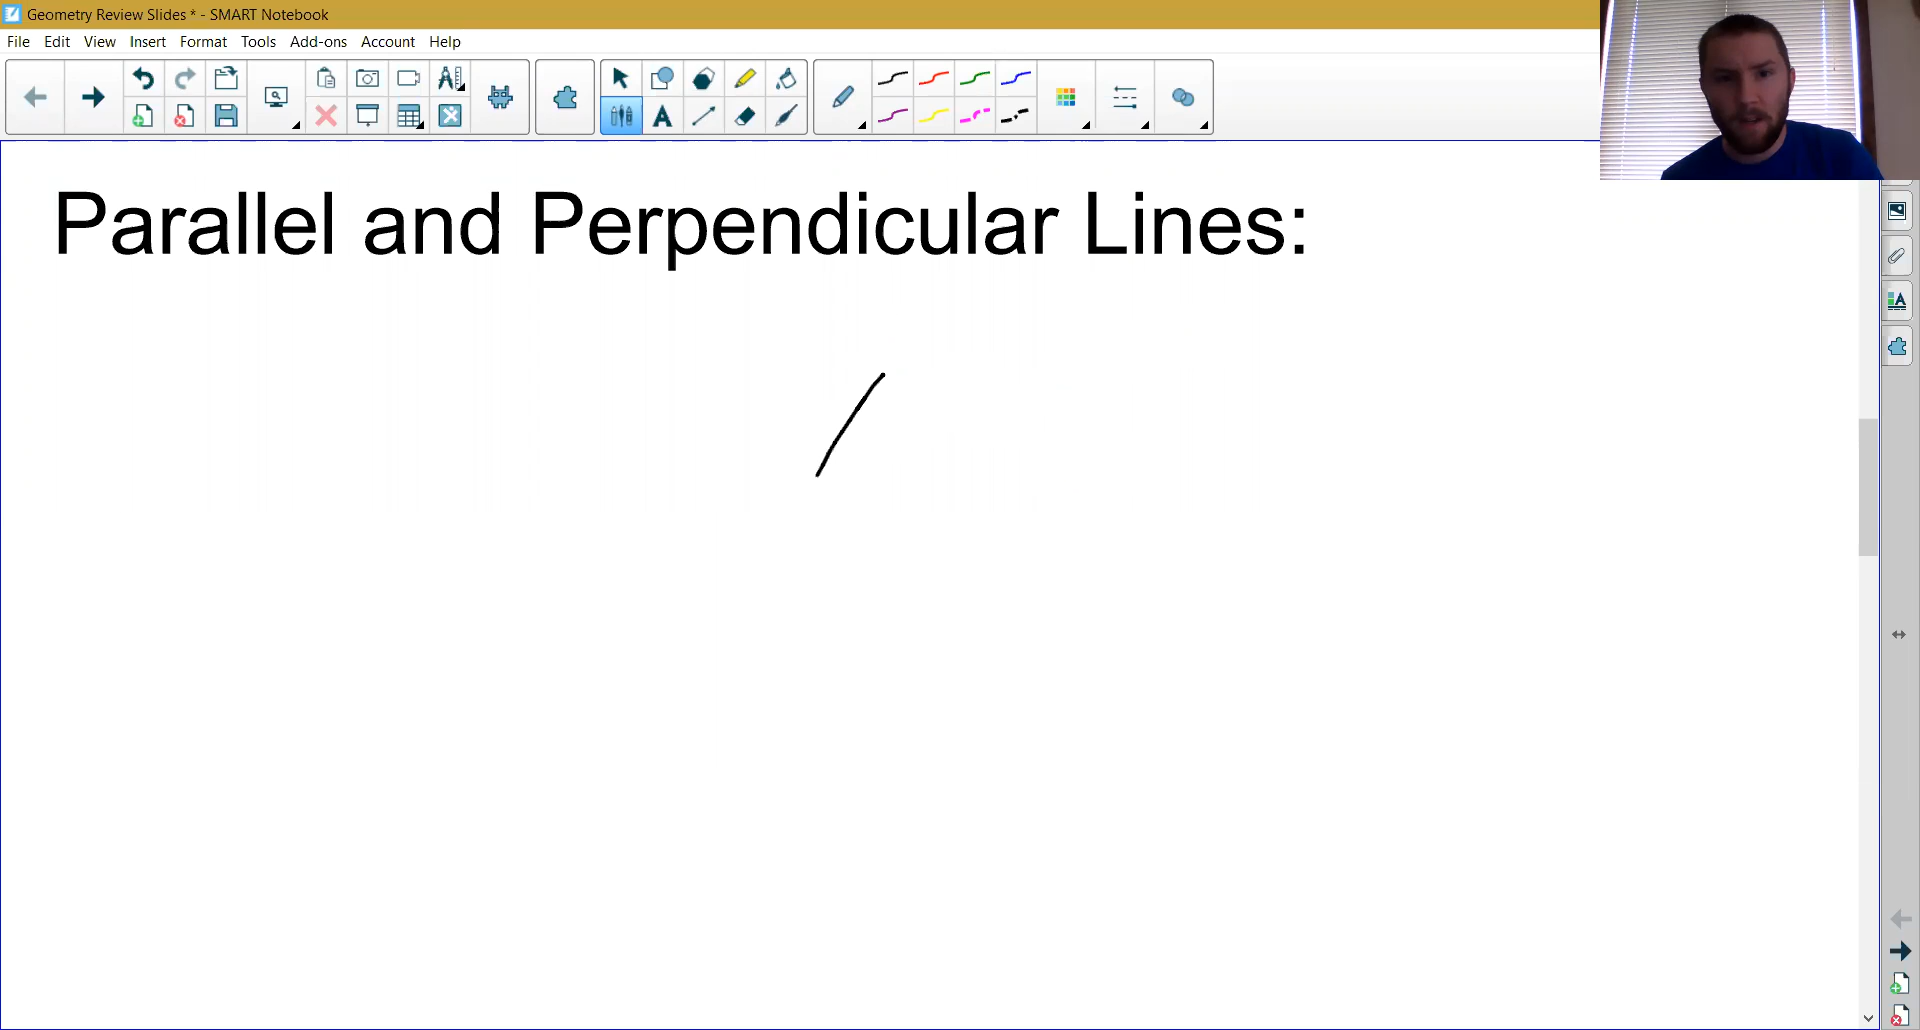 Geometry Review Slides * - SMART Notebook
File Edit View Insert Format Tools Add-ons Account Help
Parallel and Perpendicular Lines: